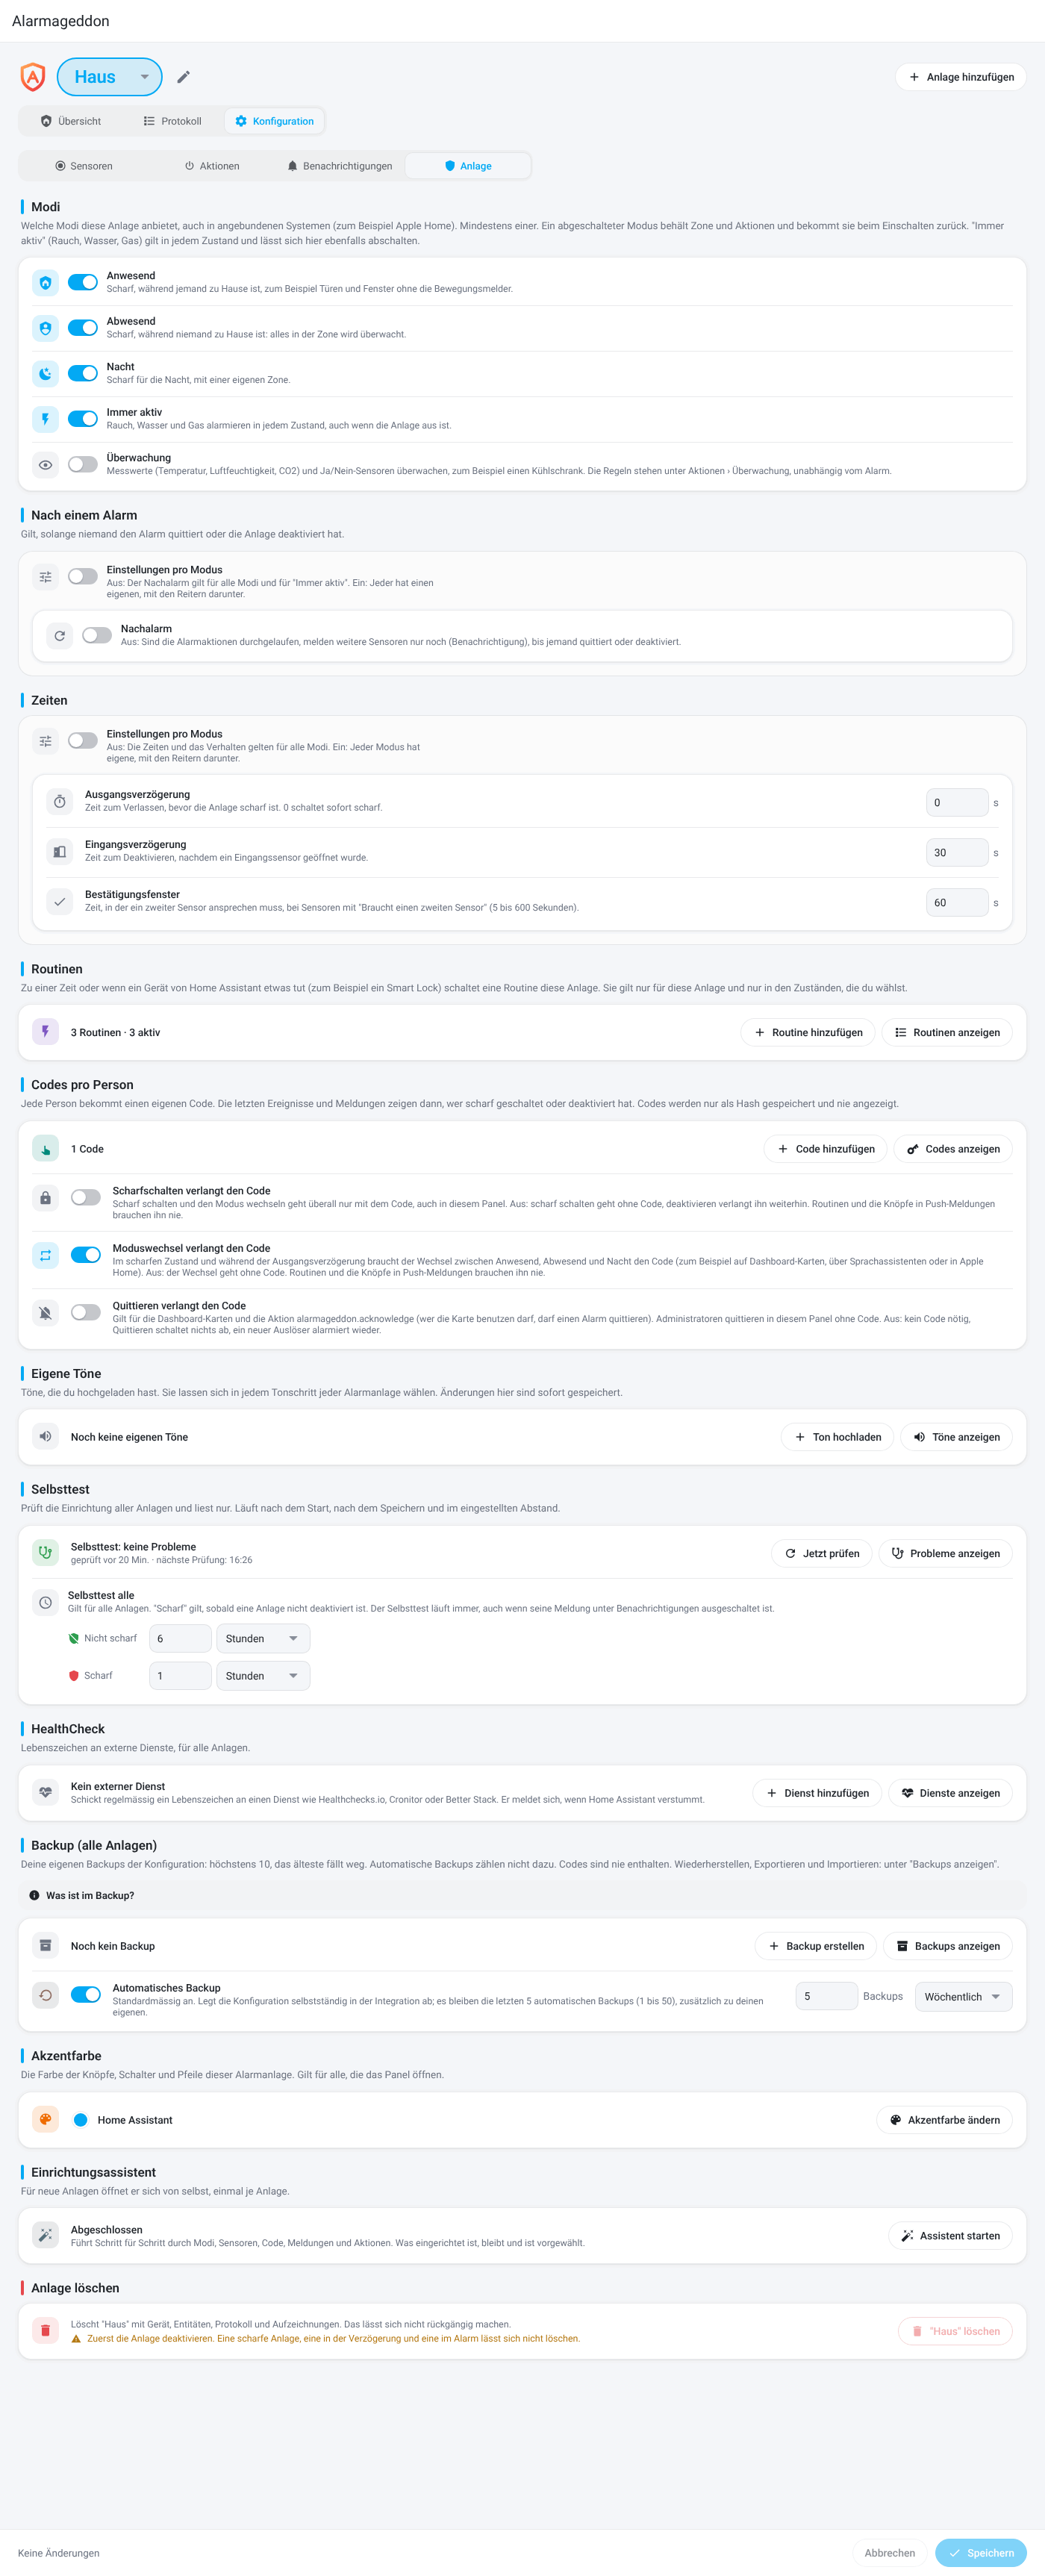 Alarmageddon
Haus
Anlage hinzufügen
Übersicht
Protokoll
Konfiguration
Sensoren
Aktionen
Benachrichtigungen
Anlage
Modi
Welche Modi diese Anlage anbietet, auch in angebundenen Systemen (zum Beispiel Apple Home). Mindestens einer. Ein abgeschalteter Modus behält Zone und Aktionen und bekommt sie beim Einschalten zurück. "Immer
aktiv" (Rauch, Wasser, Gas) gilt in jedem Zustand und lässt sich hier ebenfalls abschalten.
Anwesend
Scharf, während jemand zu Hause ist, zum Beispiel Türen und Fenster ohne die Bewegungsmelder.
Abwesend
Scharf, während niemand zu Hause ist: alles in der Zone wird überwacht.
Nacht
Scharf für die Nacht, mit einer eigenen Zone.
Immer aktiv
Rauch, Wasser und Gas alarmieren in jedem Zustand, auch wenn die Anlage aus ist.
Überwachung
Messwerte (Temperatur, Luftfeuchtigkeit, CO2) und Ja/Nein-Sensoren überwachen, zum Beispiel einen Kühlschrank. Die Regeln stehen unter Aktionen › Überwachung, unabhängig vom Alarm.
Nach einem Alarm
Gilt, solange niemand den Alarm quittiert oder die Anlage deaktiviert hat.
Einstellungen pro Modus
Aus: Der Nachalarm gilt für alle Modi und für "Immer aktiv". Ein: Jeder hat einen
eigenen, mit den Reitern darunter.
Nachalarm
Aus: Sind die Alarmaktionen durchgelaufen, melden weitere Sensoren nur noch (Benachrichtigung), bis jemand quittiert oder deaktiviert.
Zeiten
Einstellungen pro Modus
Aus: Die Zeiten und das Verhalten gelten für alle Modi. Ein: Jeder Modus hat
eigene, mit den Reitern darunter.
Ausgangsverzögerung
Zeit zum Verlassen, bevor die Anlage scharf ist. 0 schaltet sofort scharf.
0 s
Eingangsverzögerung
Zeit zum Deaktivieren, nachdem ein Eingangssensor geöffnet wurde.
30 s
Bestätigungsfenster
Zeit, in der ein zweiter Sensor ansprechen muss, bei Sensoren mit "Braucht einen zweiten Sensor" (5 bis 600 Sekunden).
60 s
Routinen
Zu einer Zeit oder wenn ein Gerät von Home Assistant etwas tut (zum Beispiel ein Smart Lock) schaltet eine Routine diese Anlage. Sie gilt nur für diese Anlage und nur in den Zuständen, die du wählst.
3 Routinen · 3 aktiv
Routine hinzufügen
Routinen anzeigen
Codes pro Person
Jede Person bekommt einen eigenen Code. Die letzten Ereignisse und Meldungen zeigen dann, wer scharf geschaltet oder deaktiviert hat. Codes werden nur als Hash gespeichert und nie angezeigt.
1 Code
Code hinzufügen
Codes anzeigen
Scharfschalten verlangt den Code
Scharf schalten und den Modus wechseln geht überall nur mit dem Code, auch in diesem Panel. Aus: scharf schalten geht ohne Code, deaktivieren verlangt ihn weiterhin. Routinen und die Knöpfe in Push-Meldungen
brauchen ihn nie.
Moduswechsel verlangt den Code
Im scharfen Zustand und während der Ausgangsverzögerung braucht der Wechsel zwischen Anwesend, Abwesend und Nacht den Code (zum Beispiel auf Dashboard-Karten, über Sprachassistenten oder in Apple
Home). Aus: der Wechsel geht ohne Code. Routinen und die Knöpfe in Push-Meldungen brauchen ihn nie.
Quittieren verlangt den Code
Gilt für die Dashboard-Karten und die Aktion alarmageddon.acknowledge (wer die Karte benutzen darf, darf einen Alarm quittieren). Administratoren quittieren in diesem Panel ohne Code. Aus: kein Code nötig,
Quittieren schaltet nichts ab, ein neuer Auslöser alarmiert wieder.
Eigene Töne
Töne, die du hochgeladen hast. Sie lassen sich in jedem Tonschritt jeder Alarmanlage wählen. Änderungen hier sind sofort gespeichert.
Noch keine eigenen Töne
Ton hochladen
Töne anzeigen
Selbsttest
Prüft die Einrichtung aller Anlagen und liest nur. Läuft nach dem Start, nach dem Speichern und im eingestellten Abstand.
Selbsttest: keine Probleme
geprüft vor 20 Min. · nächste Prüfung: 16:26
Jetzt prüfen
Probleme anzeigen
Selbsttest alle
Gilt für alle Anlagen. "Scharf" gilt, sobald eine Anlage nicht deaktiviert ist. Der Selbsttest läuft immer, auch wenn seine Meldung unter Benachrichtigungen ausgeschaltet ist.
Nicht scharf 6 Stunden
Scharf 1 Stunden
HealthCheck
Lebenszeichen an externe Dienste, für alle Anlagen.
Kein externer Dienst
Schickt regelmässig ein Lebenszeichen an einen Dienst wie Healthchecks.io, Cronitor oder Better Stack. Er meldet sich, wenn Home Assistant verstummt.
Dienst hinzufügen
Dienste anzeigen
Backup (alle Anlagen)
Deine eigenen Backups der Konfiguration: höchstens 10, das älteste fällt weg. Automatische Backups zählen nicht dazu. Codes sind nie enthalten. Wiederherstellen, Exportieren und Importieren: unter "Backups anzeigen".
Was ist im Backup?
Noch kein Backup
Backup erstellen
Backups anzeigen
Automatisches Backup
Standardmässig an. Legt die Konfiguration selbstständig in der Integration ab; es bleiben die letzten 5 automatischen Backups (1 bis 50), zusätzlich zu deinen
eigenen.
5 Backups
Wöchentlich
Akzentfarbe
Die Farbe der Knöpfe, Schalter und Pfeile dieser Alarmanlage. Gilt für alle, die das Panel öffnen.
Home Assistant
Akzentfarbe ändern
Einrichtungsassistent
Für neue Anlagen öffnet er sich von selbst, einmal je Anlage.
Abgeschlossen
Führt Schritt für Schritt durch Modi, Sensoren, Code, Meldungen und Aktionen. Was eingerichtet ist, bleibt und ist vorgewählt.
Assistent starten
Anlage löschen
Löscht "Haus" mit Gerät, Entitäten, Protokoll und Aufzeichnungen. Das lässt sich nicht rückgängig machen.
Zuerst die Anlage deaktivieren. Eine scharfe Anlage, eine in der Verzögerung und eine im Alarm lässt sich nicht löschen.
"Haus" löschen
Keine Änderungen
Abbrechen
Speichern